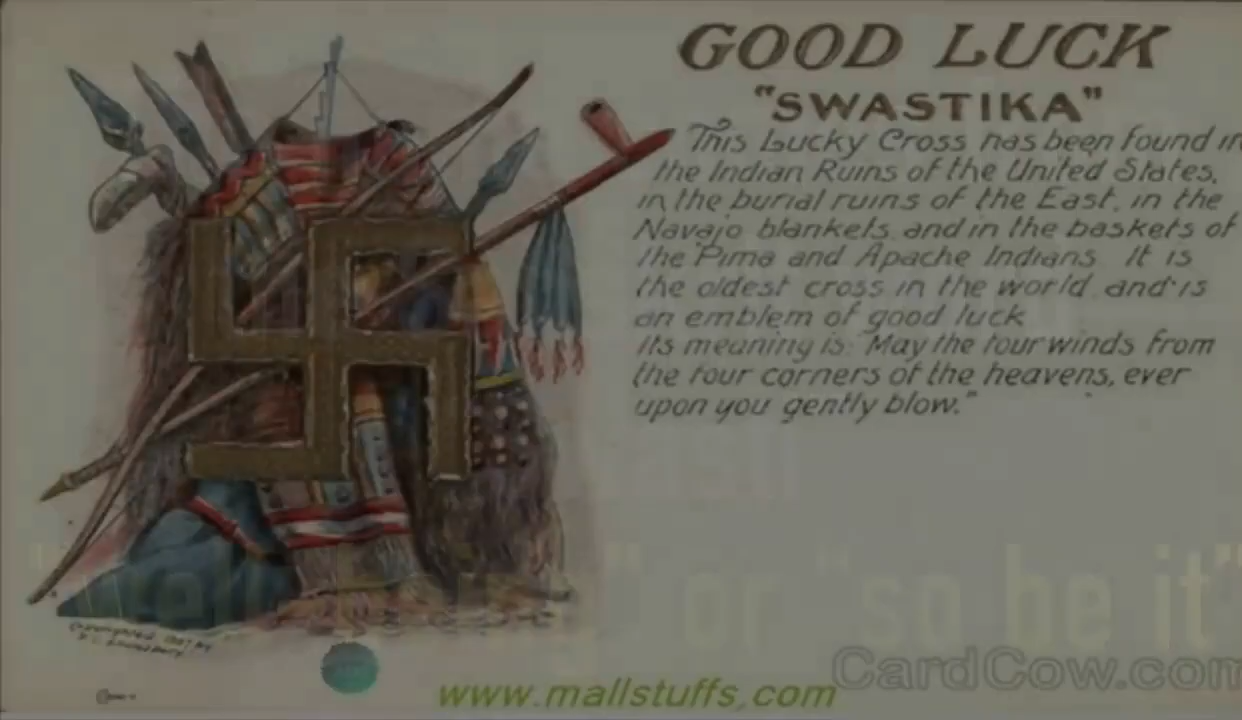 GOOD LUCK
"SWASTIKA"
This Lucky Cross has been found in
the Indian Ruins of the United States,
in the burial ruins of the East, in the
Navajo blankets and in the baskets of
the Pima and Apache Indians. It is
the oldest cross in the world and is
an emblem of good luck
Its meaning is: "May the four winds from
the four corners of the heavens, ever
upon you gently blow."
"well being" or "so be it"
CardCow.com
www.mallstuffs.com